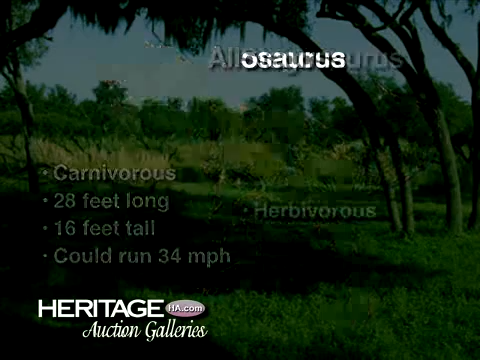 Allosaurus
· Carnivorous
· 28 feet long
· Herbivorous
· 16 feet tail
· Could run 34 mph
HERITAGE HA.com
Auction Galleries